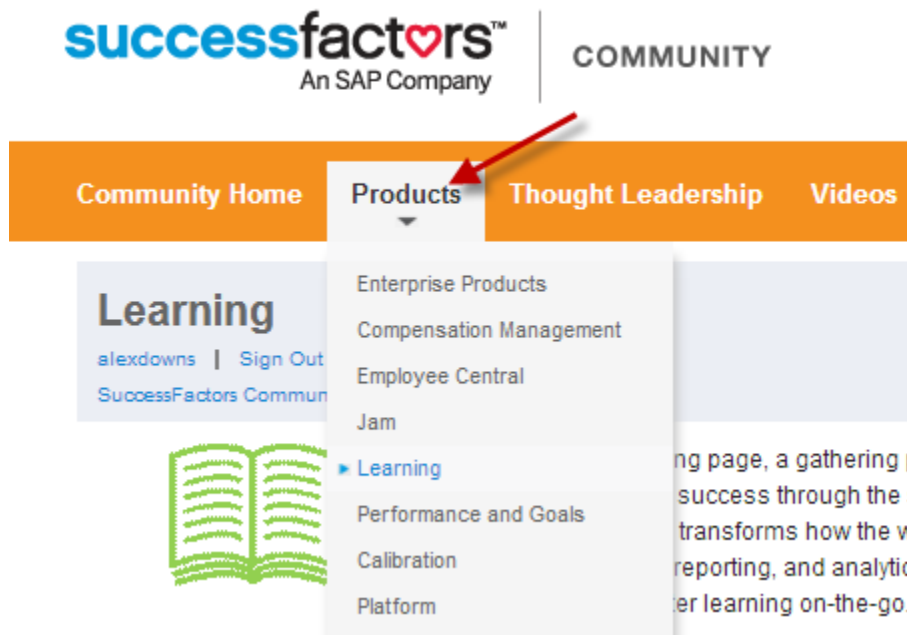 successfactors™
An SAP Company
COMMUNITY
Community Home Products Thought Leadership Videos
Enterprise Products
Compensation Management
Employee Central
Jam
Learning
Performance and Goals
Calibration
Platform
Learning
alexdowns | Sign Out
SuccessFactors Commun
ng page, a gathering
success through the
transforms how the w
reporting, and analytic
er learning on-the-go.